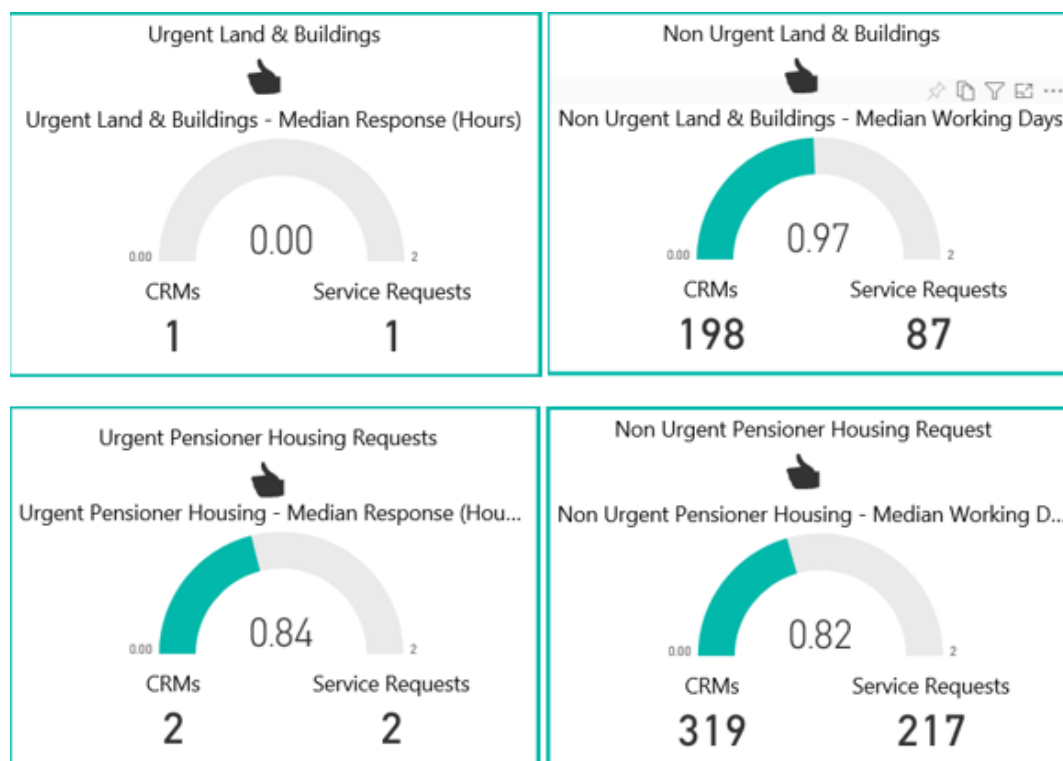 Urgent Land & Buildings
Urgent Land & Buildings - Median Response (Hours)
0.00
0.00
2
CRMs
Service Requests
1
1
Non Urgent Land & Buildings
Non Urgent Land & Buildings - Median Working Days
0.97
0.00
2
CRMs
Service Requests
198
87
Urgent Pensioner Housing Requests
Urgent Pensioner Housing - Median Response (Hou...
0.84
0.00
2
CRMs
Service Requests
2
2
Non Urgent Pensioner Housing Request
Non Urgent Pensioner Housing - Median Working D...
0.82
0.00
2
CRMs
Service Requests
319
217